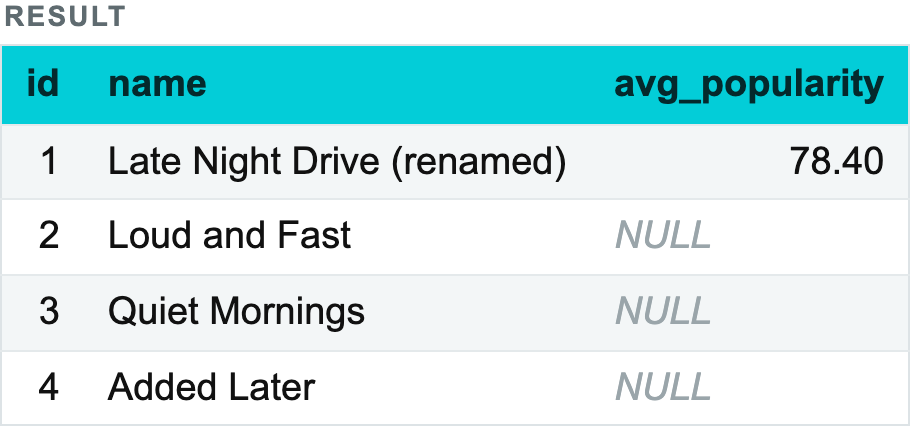 RESULT
id name avg_popularity
1 Late Night Drive (renamed) 78.40
2 Loud and Fast NULL
3 Quiet Mornings NULL
4 Added Later NULL